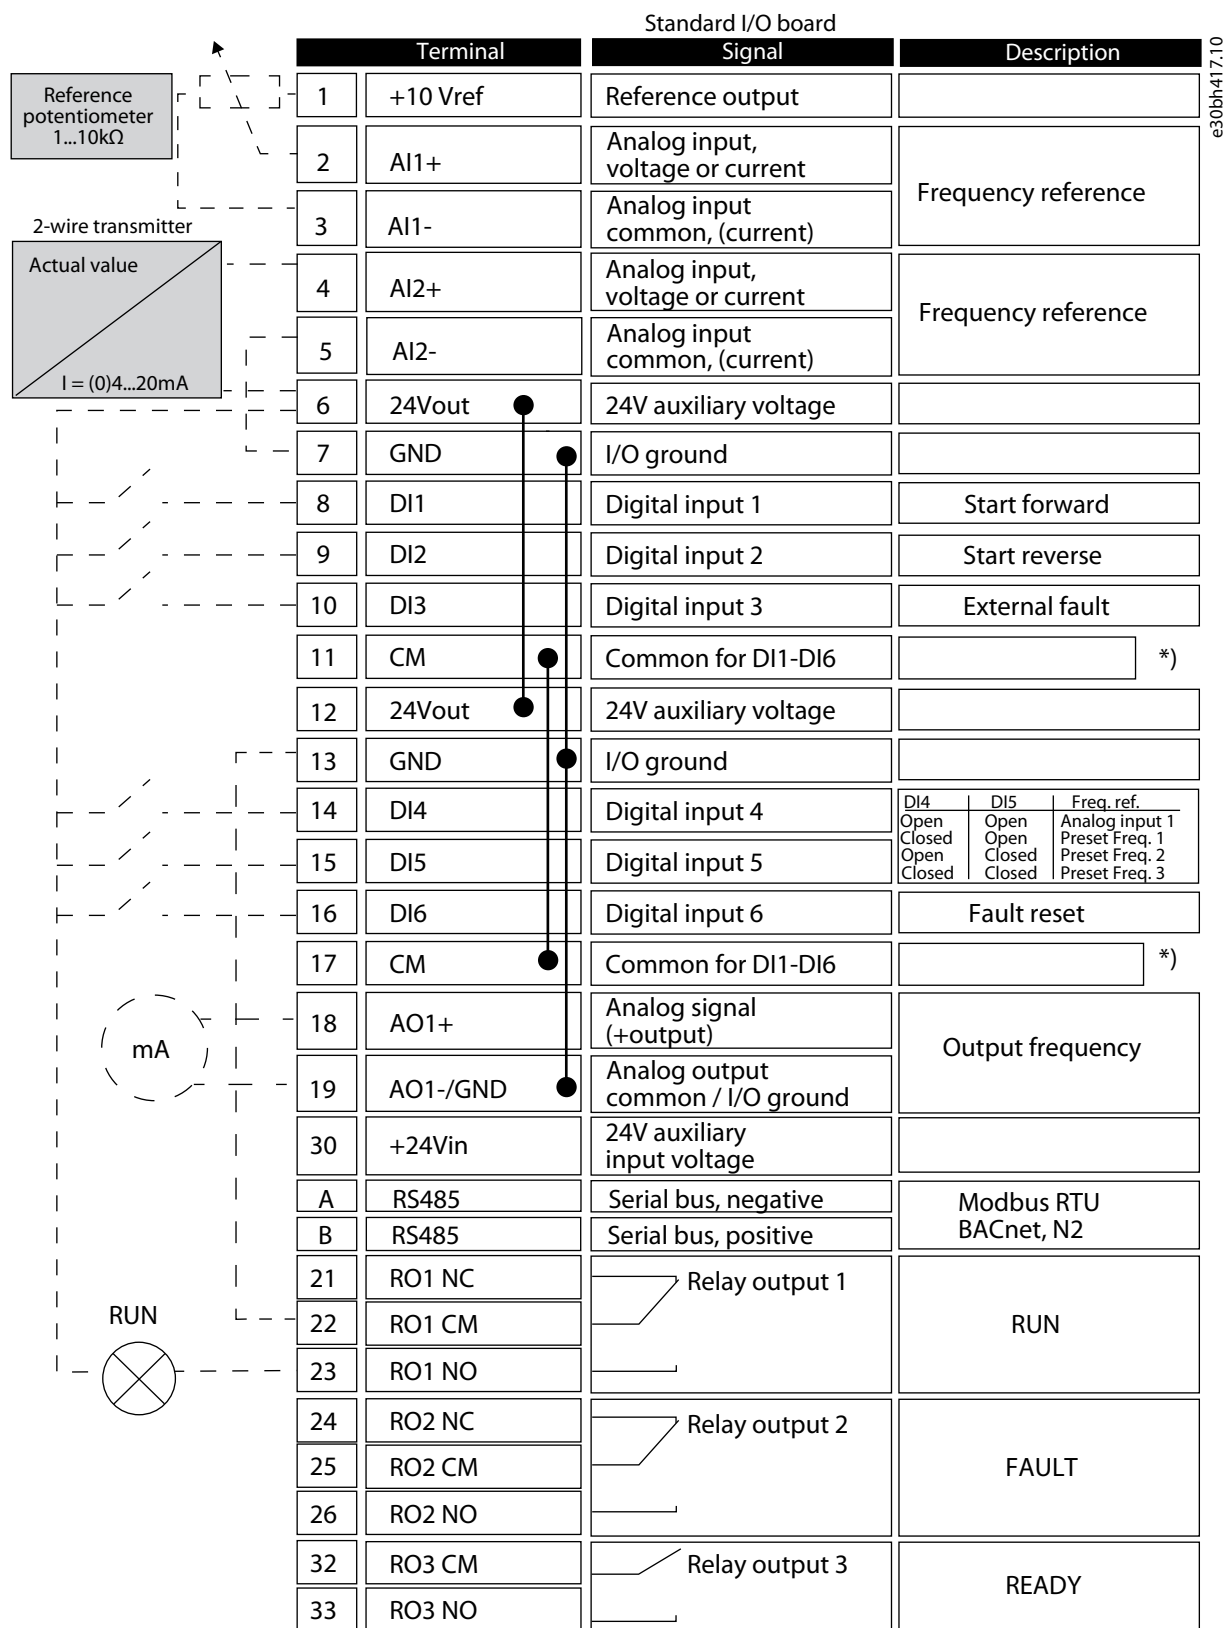 Standard I/O board
Terminal Signal Description
e30bh417.10
Reference
potentiometer
1...10kΩ
1 +10 Vref Reference output
2 AI1+ Analog input,
voltage or current
Frequency reference
3 AI1- Analog input
common, (current)
2-wire transmitter
Actual value
I = (0)4...20mA
4 AI2+ Analog input,
voltage or current
Frequency reference
5 AI2- Analog input
common, (current)
6 24Vout 24V auxiliary voltage
7 GND I/O ground
8 DI1 Digital input 1 Start forward
9 DI2 Digital input 2 Start reverse
10 DI3 Digital input 3 External fault
11 CM Common for DI1-DI6 *)
12 24Vout 24V auxiliary voltage
13 GND I/O ground
14 DI4 Digital input 4
15 DI5 Digital input 5
DI4 DI5 Freq. ref.
Open Open Analog input 1
Closed Open Preset Freq. 1
Open Closed Preset Freq. 2
Closed Closed Preset Freq. 3
16 DI6 Digital input 6 Fault reset
17 CM Common for DI1-DI6 *)
mA
18 AO1+ Analog signal
(+output)
Output frequency
19 AO1-/GND Analog output
common / I/O ground
30 +24Vin 24V auxiliary
input voltage
A RS485 Serial bus, negative
B RS485 Serial bus, positive
Modbus RTU
BACnet, N2
RUN
21 RO1 NC Relay output 1
22 RO1 CM RUN
23 RO1 NO
24 RO2 NC Relay output 2
25 RO2 CM FAULT
26 RO2 NO
32 RO3 CM Relay output 3
READY
33 RO3 NO